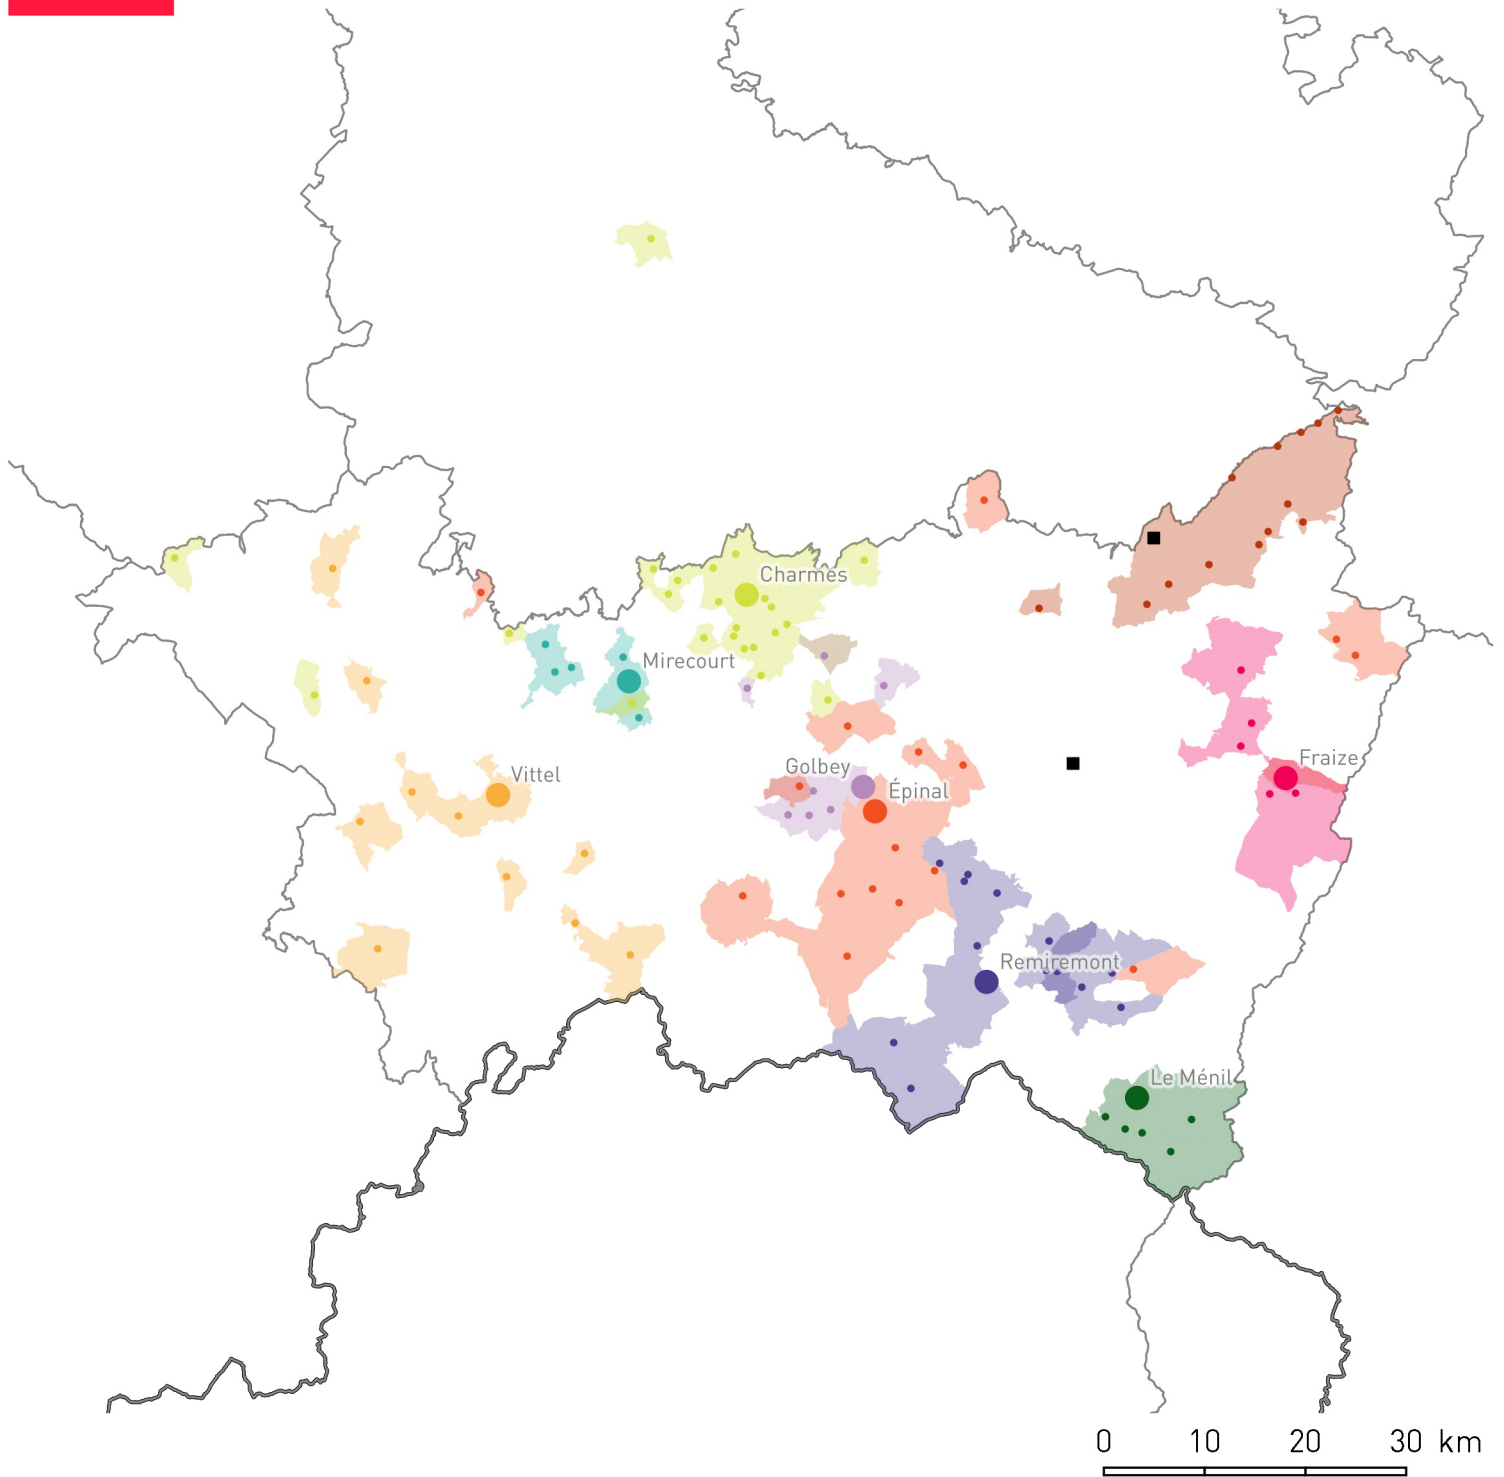 Charmes
Mirecourt
Fraize
Golbey
Vittel
Épinal
Remiremont
Le Ménil
0 10 20 30 km